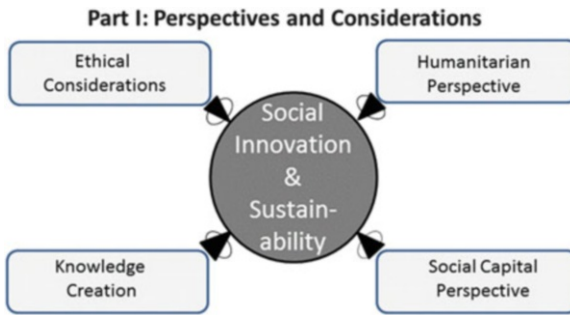 Part I: Perspectives and Considerations
Ethical
Considerations
Humanitarian
Perspective
Social
Innovation
&
Sustain-
ability
Knowledge
Creation
Social Capital
Perspective